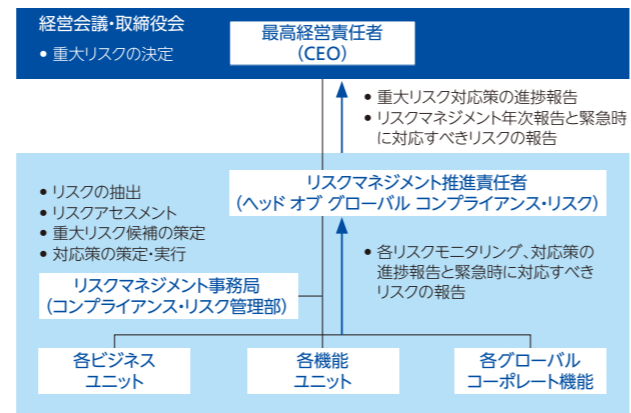 経営会議・取締役会
• 重大リスクの決定
最高経営責任者
（CEO）
• 重大リスク対応策の進捗報告
• リスクマネジメント年次報告と緊急時
に対応すべきリスクの報告
• リスクの抽出
• リスクアセスメント
• 重大リスク候補の策定
• 対応策の策定・実行
リスクマネジメント推進責任者
（ヘッド オブ グローバル コンプライアンス・リスク）
• 各リスクモニタリング、対応策の
進捗報告と緊急時に対応すべき
リスクの報告
リスクマネジメント事務局
（コンプライアンス・リスク管理部）
各ビジネス
ユニット
各機能
ユニット
各グローバル
コーポレート機能